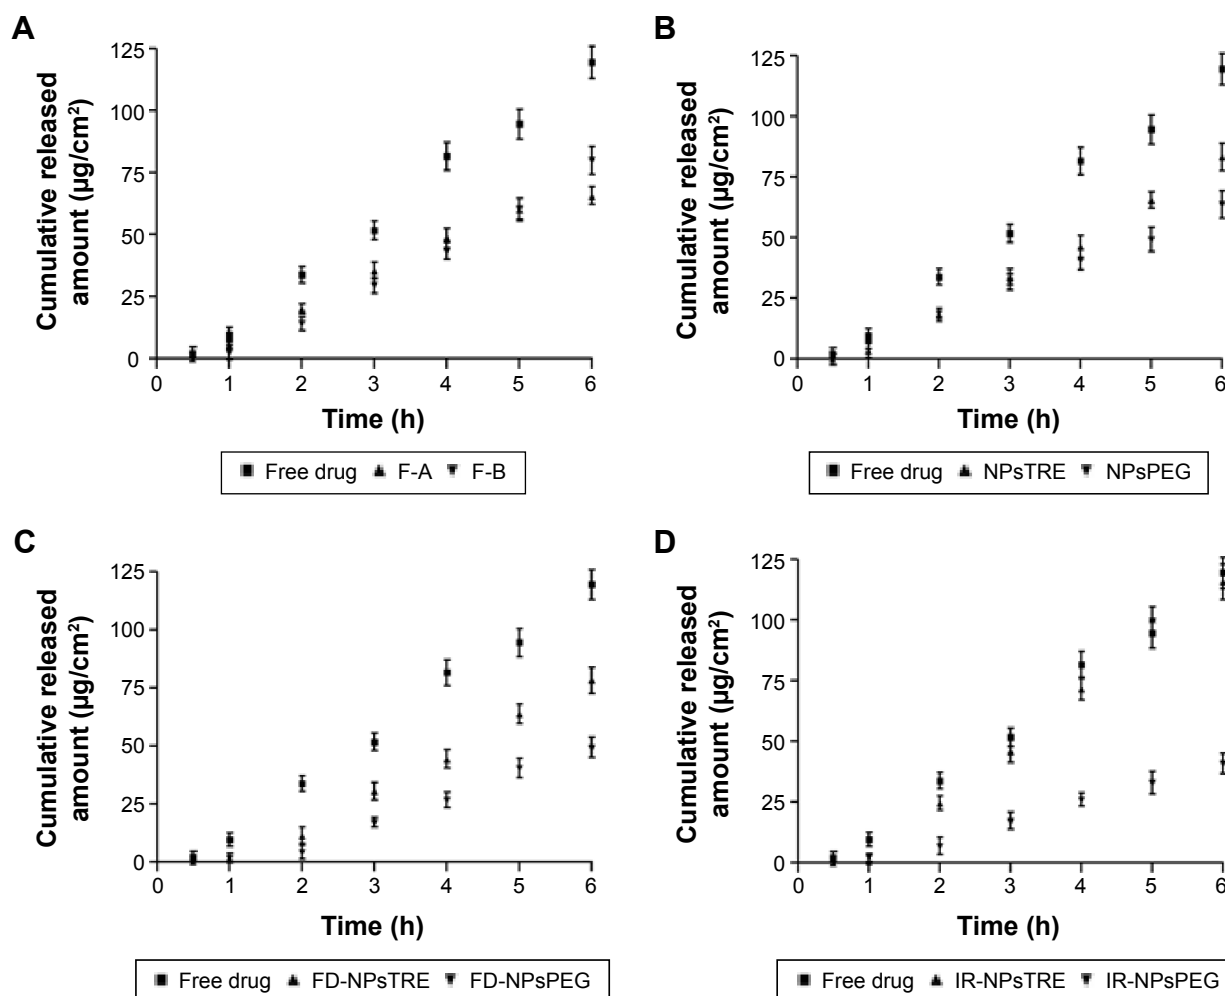 A
Cumulative released
amount (µg/cm²)
125
100
75
50
25
0
0 1 2 3 4 5 6
Time (h)
Free drug F-A F-B
B
Cumulative released
amount (µg/cm²)
125
100
75
50
25
0
0 1 2 3 4 5 6
Time (h)
Free drug NPsTRE NPsPEG
C
Cumulative released
amount (µg/cm²)
125
100
75
50
25
0
0 1 2 3 4 5 6
Time (h)
Free drug FD-NPsTRE FD-NPsPEG
D
Cumulative released
amount (µg/cm²)
125
100
75
50
25
0
0 1 2 3 4 5 6
Time (h)
Free drug IR-NPsTRE IR-NPsPEG